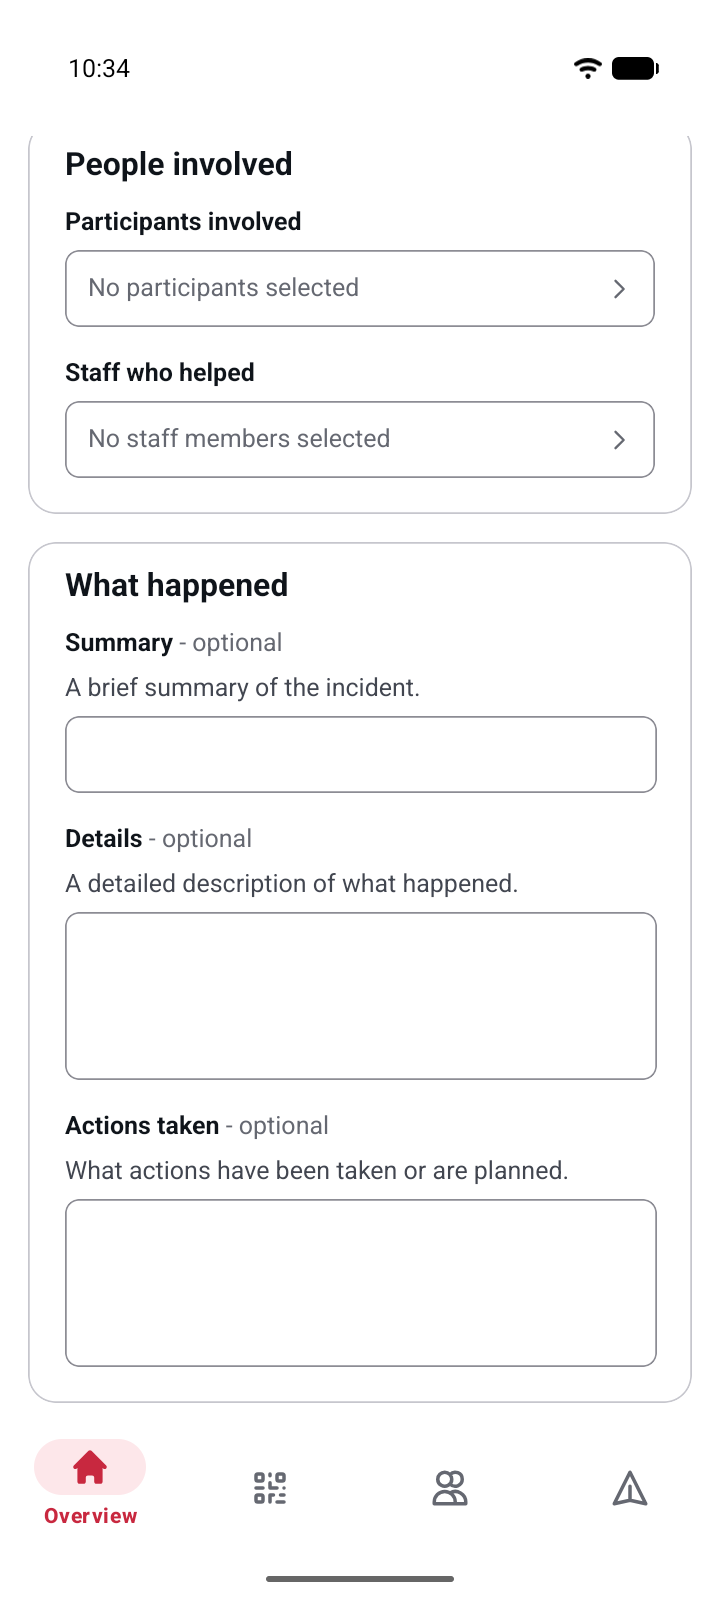 10:34
People involved
Participants involved
No participants selected
Staff who helped
No staff members selected
What happened
Summary - optional
A brief summary of the incident.
Details - optional
A detailed description of what happened.
Actions taken - optional
What actions have been taken or are planned.
Overview